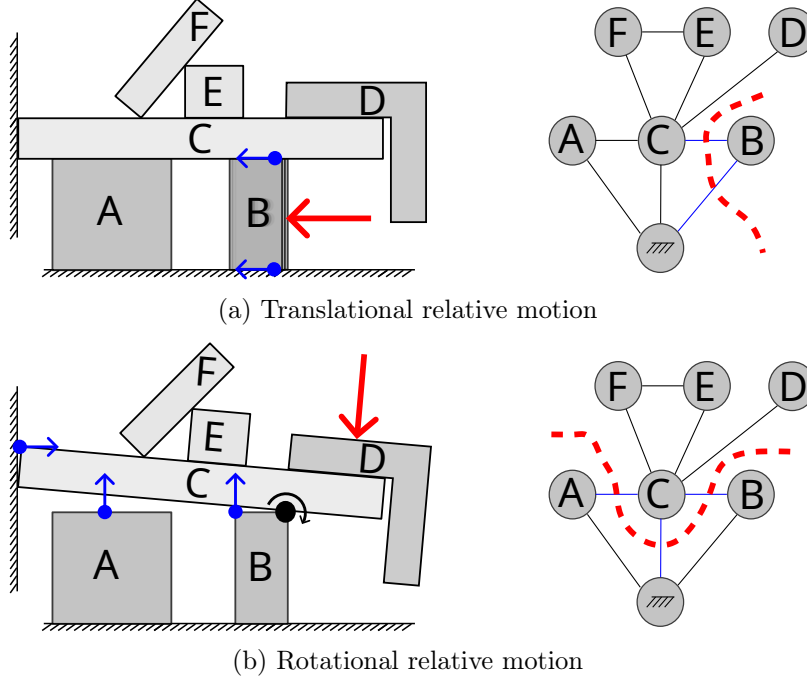 F
F E D
E
D
C
A C B
A
B
(a) Translational relative motion
F
F E D
E
D
C
A C B
A
B
(b) Rotational relative motion